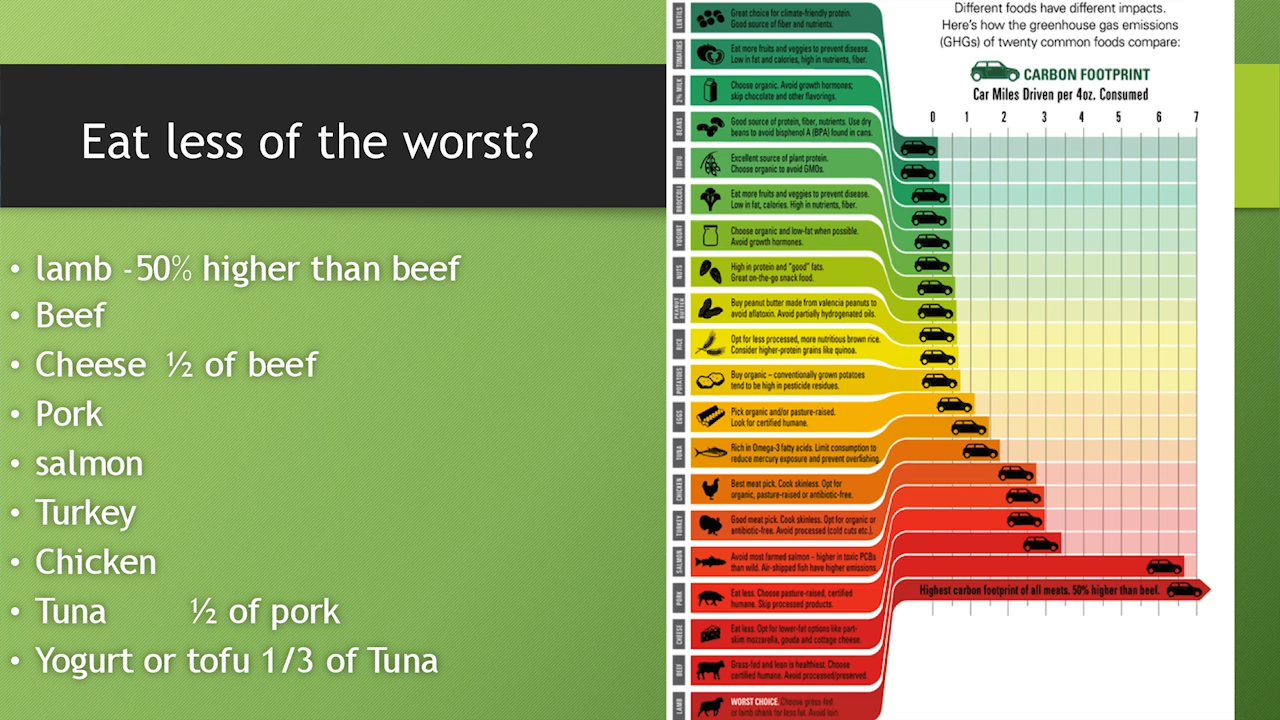 Eat less of the worst?
• lamb -50% higher than beef
• Beef
• Cheese ½ of beef
• Pork
• salmon
• Turkey
• Chicken
• Tuna ½ of pork
• Yogurt or tofu 1/3 of Tuna
Different foods have different impacts.
Here's how the greenhouse gas emissions
(GHGs) of twenty common foods compare:
CARBON FOOTPRINT
Car Miles Driven per 4oz. Consumed
0 1 2 3 4 5 6 7
LENTILS
Great choice for climate-friendly protein.
Good source of fiber and nutrients.
TOMATOES
Eat more fruits and veggies to prevent disease.
Low in fat and calories, high in nutrients, fiber.
2% MILK
Choose organic. Avoid growth hormones;
skip chocolate and other flavorings.
BEANS
Good source of protein, fiber, nutrients. Use dry
beans to avoid bisphenol A (BPA) found in cans.
TOFU
Excellent source of plant protein.
Choose organic to avoid GMOs.
BROCCOLI
Eat more fruits and veggies to prevent disease.
Low in fat, calories. High in nutrients, fiber.
YOGURT
Choose organic and low-fat when possible.
Avoid growth hormones.
NUTS
High in protein and "good" fats.
Great on-the-go snack food.
PEANUT
BUTTER
Buy peanut butter made from valencia peanuts to
avoid aflatoxin. Avoid partially hydrogenated oils.
RICE
Opt for less processed, more nutritious brown rice.
Consider higher-protein grains like quinoa.
POTATOES
Buy organic – conventionally grown potatoes
tend to be high in pesticide residues.
EGGS
Pick organic and/or pasture-raised.
Look for certified humane.
TUNA
Rich in Omega-3 fatty acids. Limit consumption to
reduce mercury exposure and prevent overfishing.
CHICKEN
Best meat pick. Cook skinless. Opt for
organic, pasture-raised or antibiotic-free.
TURKEY
Good meat pick. Cook skinless. Opt for organic or
antibiotic-free. Avoid processed (cold cuts etc.).
SALMON
Avoid most farmed salmon – higher in toxic PCBs
than wild. Air-shipped fish have higher emissions.
PORK
Eat less. Choose pasture-raised, certified
humane. Skip processed products.
CHEESE
Eat less. Opt for lower-fat options like part-
skim mozzarella, gouda and cottage cheese.
BEEF
Grass-fed and lean is healthiest. Choose
certified humane. Avoid processed/preserved.
LAMB
WORST CHOICE. Choose grass-fed
or lamb shank for less fat. Avoid loin
Highest carbon footprint of all meats. 50% higher than beef.